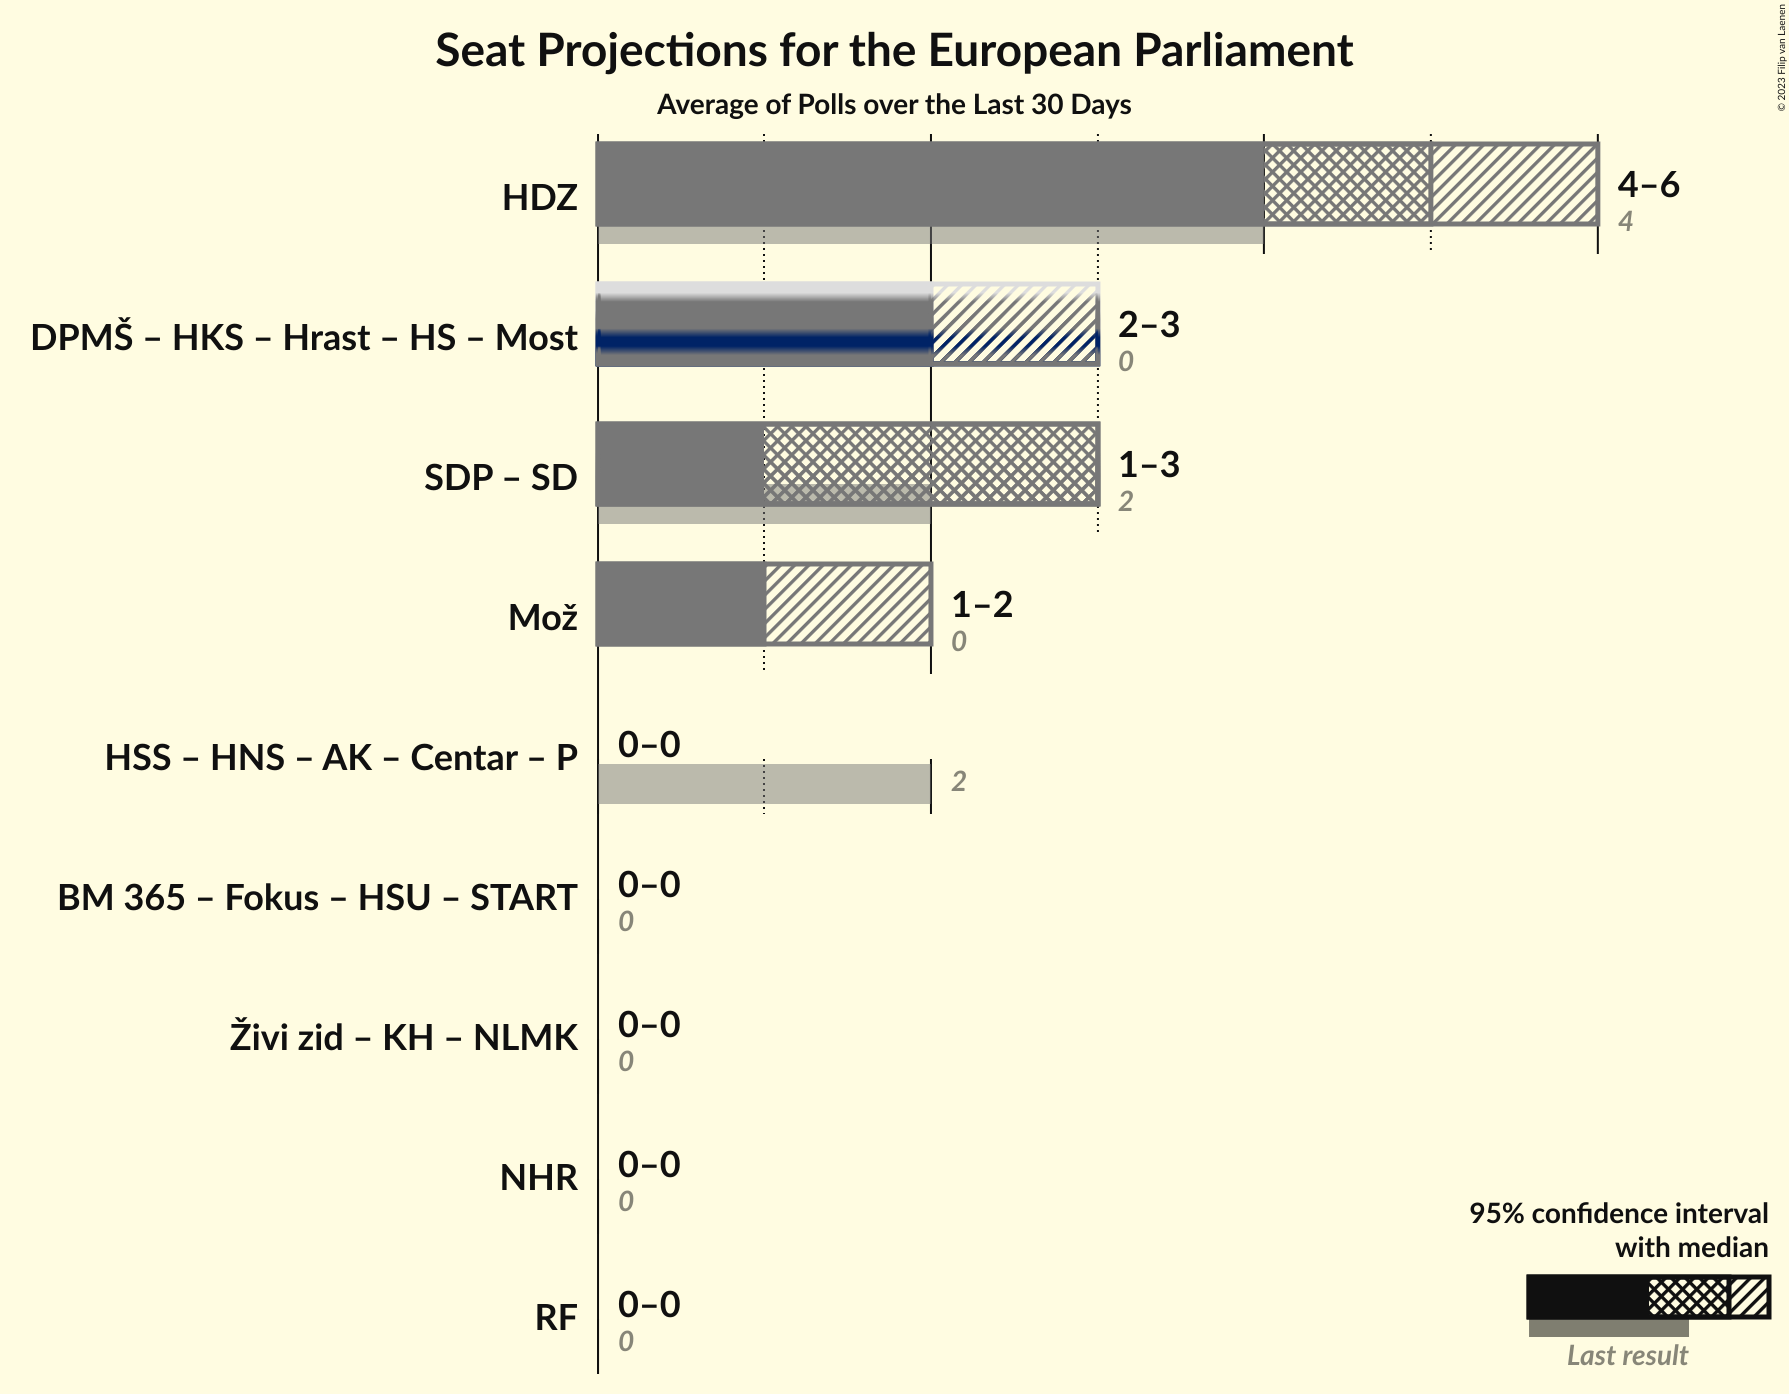 Seat Projections for the European Parliament
Average of Polls over the Last 30 Days
© 2023 Filip van Laenen
HDZ
4–6
4
DPMŠ – HKS – Hrast – HS – Most
2–3
0
SDP – SD
1–3
2
Mož
1–2
0
HSS – HNS – AK – Centar – P
0–0
2
BM 365 – Fokus – HSU – START
0–0
0
Živi zid – KH – NLMK
0–0
0
NHR
0–0
0
RF
0–0
0
95% confidence interval
with median
Last result